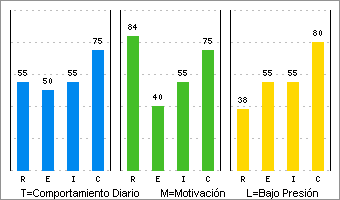 55 50 55 75
R E I C
84 40 55 75
R E I C
38 55 55 80
R E I C
T=Comportamiento Diario M=Motivación L=Bajo Presión